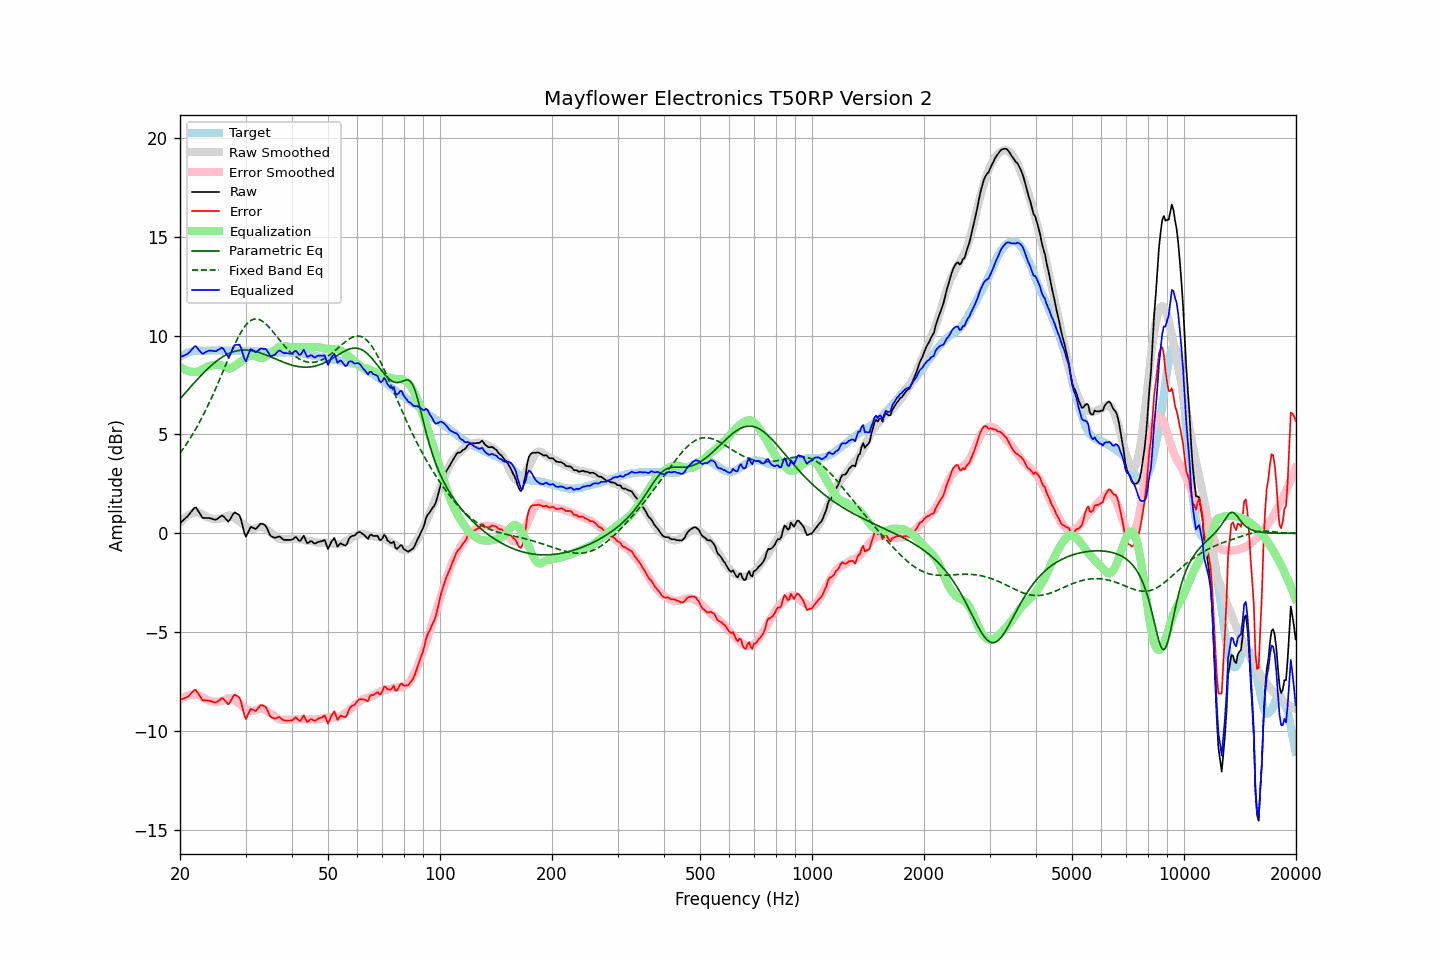 Mayflower Electronics T50RP Version 2
Target
Raw Smoothed
Error Smoothed
Raw
Error
Equalization
Parametric Eq
Fixed Band Eq
Equalized
Amplitude (dBr)
20
15
10
5
0
−5
−10
−15
20 50 100 200 500 1000 2000 5000 10000 20000
Frequency (Hz)